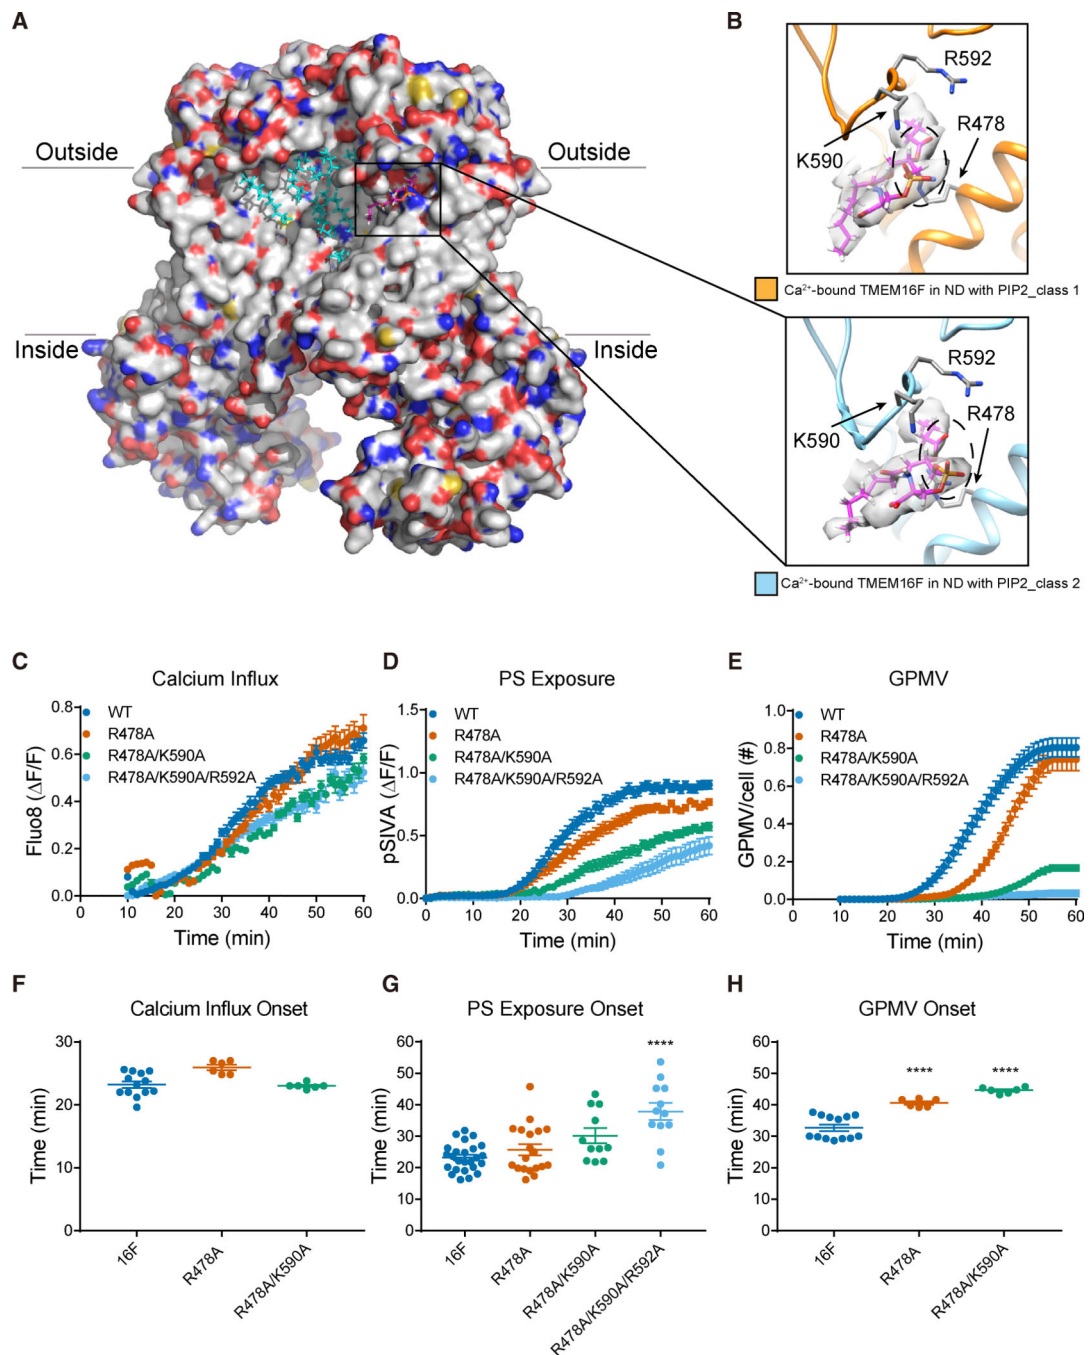 A
Outside
Outside
Inside
Inside
B
R592
R478
K590
Ca²⁺-bound TMEM16F in ND with PIP2_class 1
R592
R478
K590
Ca²⁺-bound TMEM16F in ND with PIP2_class 2
C
Calcium Influx
WT
R478A
R478A/K590A
R478A/K590A/R592A
Fluo8 (ΔF/F)
0.8
0.6
0.4
0.2
0.0
0 10 20 30 40 50 60
Time (min)
D
PS Exposure
WT
R478A
R478A/K590A
R478A/K590A/R592A
pSIVA (ΔF/F)
1.5
1.0
0.5
0.0
0 10 20 30 40 50 60
Time (min)
E
GPMV
WT
R478A
R478A/K590A
R478A/K590A/R592A
GPMV/cell (#)
1.0
0.8
0.6
0.4
0.2
0.0
0 10 20 30 40 50 60
Time (min)
F
Calcium Influx Onset
Time (min)
30
20
10
0
16F
R478A
R478A/K590A
G
PS Exposure Onset
****
Time (min)
60
50
40
30
20
10
0
16F
R478A
R478A/K590A
R478A/K590A/R592A
H
GPMV Onset
**** ****
Time (min)
60
50
40
30
20
10
0
16F
R478A
R478A/K590A